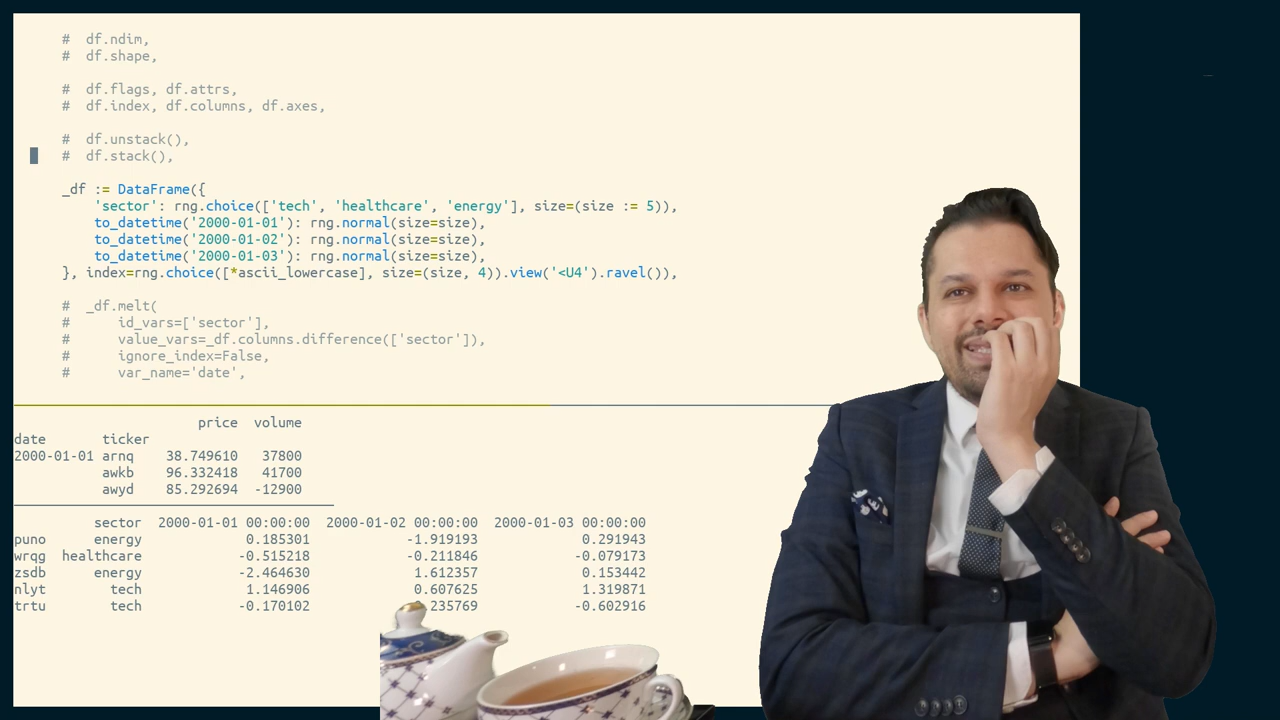 #  df.ndim,
#  df.shape,
#  df.flags, df.attrs,
#  df.index, df.columns, df.axes,
#  df.unstack(),
#  df.stack(),
_df := DataFrame({
    'sector': rng.choice(['tech', 'healthcare', 'energy'], size=(size := 5)),
    to_datetime('2000-01-01'): rng.normal(size=size),
    to_datetime('2000-01-02'): rng.normal(size=size),
    to_datetime('2000-01-03'): rng.normal(size=size),
}, index=rng.choice([*ascii_lowercase], size=(size, 4)).view('<U4').ravel()),
#  _df.melt(
#      id_vars=['sector'],
#      value_vars=_df.columns.difference(['sector']),
#      ignore_index=False,
#      var_name='date',
price  volume
date       ticker
2000-01-01 arnq    38.749610   37800
           awkb    96.332418   41700
           awyd    85.292694  -12900
sector  2000-01-01 00:00:00  2000-01-02 00:00:00  2000-01-03 00:00:00
puno      energy             0.185301            -1.919193             0.291943
wrqg  healthcare            -0.515218            -0.211846            -0.079173
zsdb      energy            -2.464630             1.612357             0.153442
nlyt        tech             1.146906             0.607625             1.319871
trtu        tech            -0.170102             235769            -0.602916